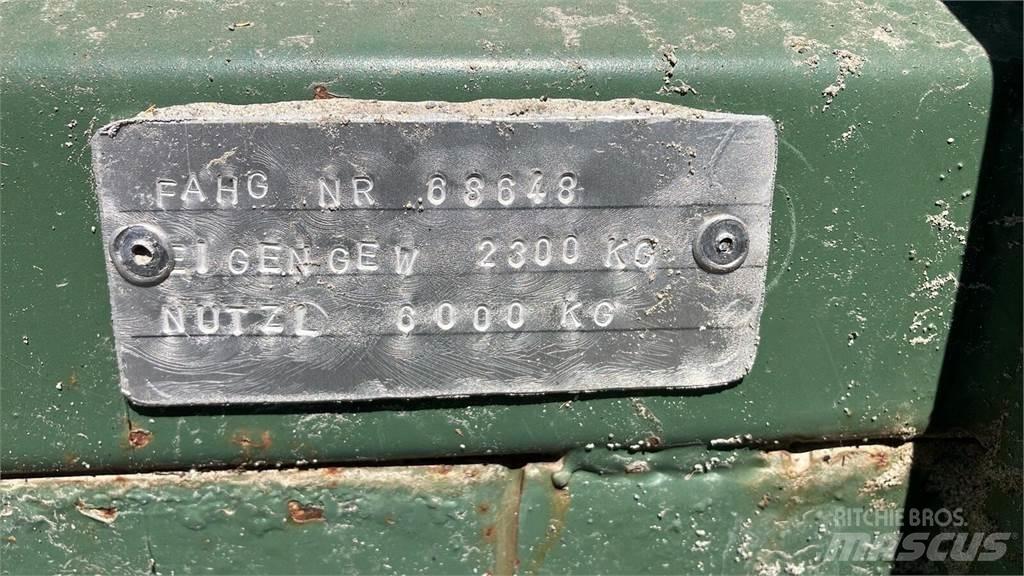 FAHG NR 68648
EIGENGEW 2300 KG
NUTZL 6000 KG
RITCHIE BROS.
MASCUS